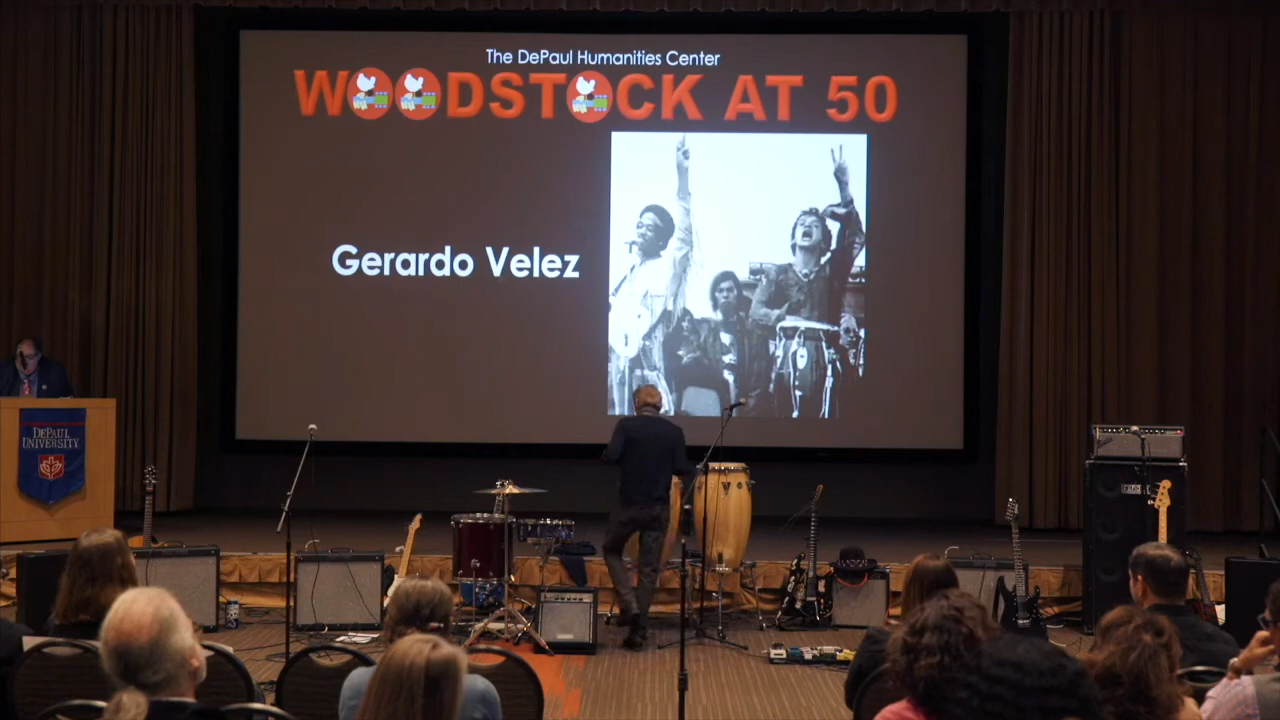 The DePaul Humanities Center
WOODSTOCK AT 50
Gerardo Velez
DEPAUL
UNIVERSITY